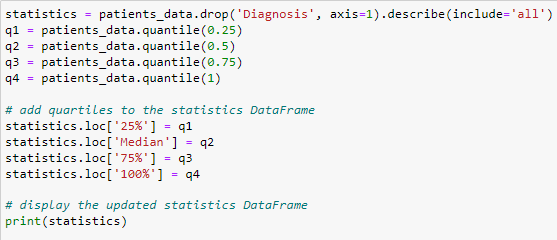 statistics = patients_data.drop('Diagnosis', axis=1).describe(include='all')
q1 = patients_data.quantile(0.25)
q2 = patients_data.quantile(0.5)
q3 = patients_data.quantile(0.75)
q4 = patients_data.quantile(1)
# add quartiles to the statistics DataFrame
statistics.loc['25%'] = q1
statistics.loc['Median'] = q2
statistics.loc['75%'] = q3
statistics.loc['100%'] = q4
# display the updated statistics DataFrame
print(statistics)